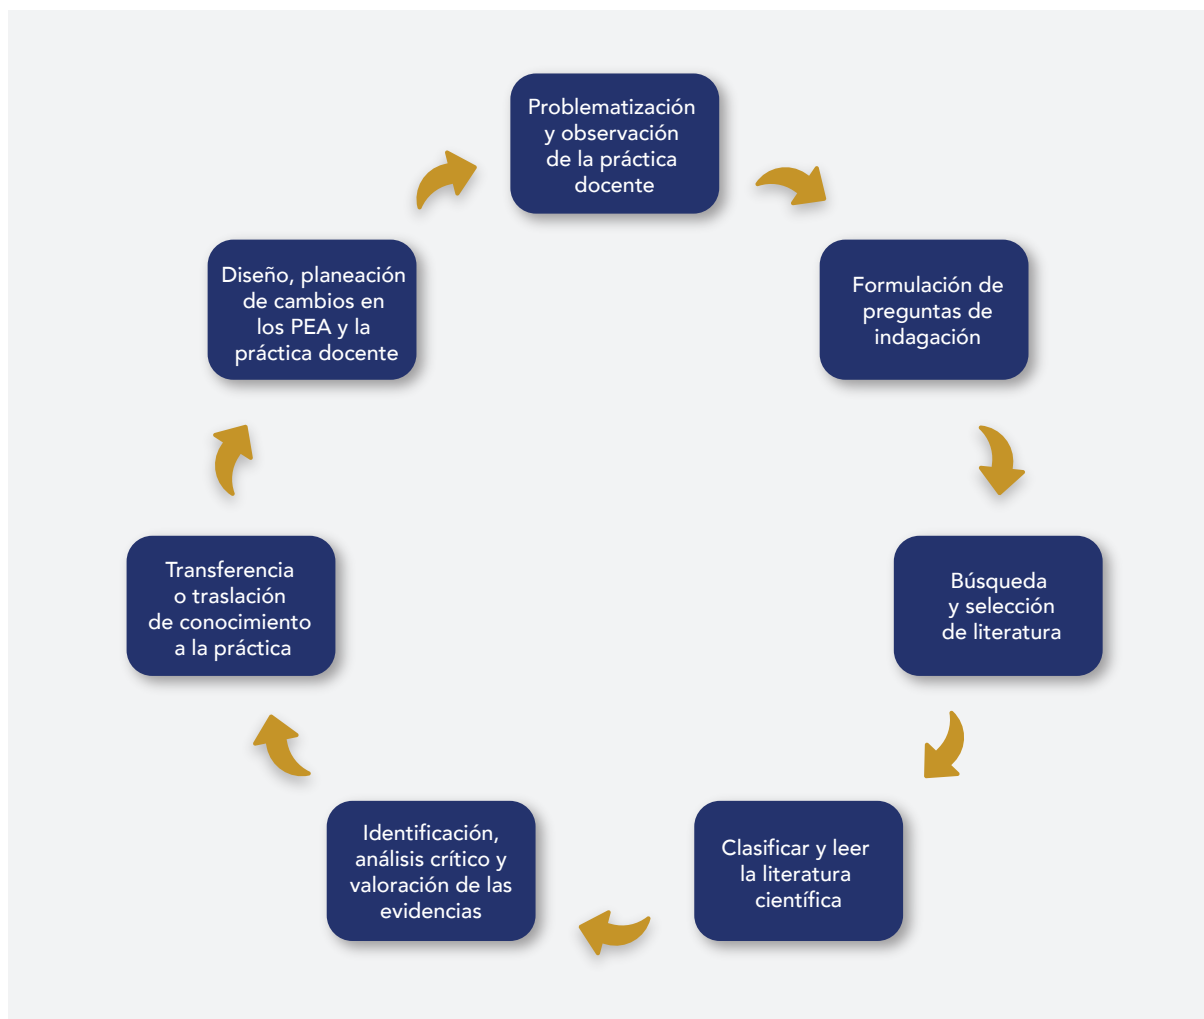 Problematización
y observación
de la práctica
docente
Formulación de
preguntas de
indagación
Búsqueda
y selección
de literatura
Clasificar y leer
la literatura
científica
Identificación,
análisis crítico y
valoración de las
evidencias
Transferencia
o traslación
de conocimiento
a la práctica
Diseño, planeación
de cambios en
los PEA y la
práctica docente